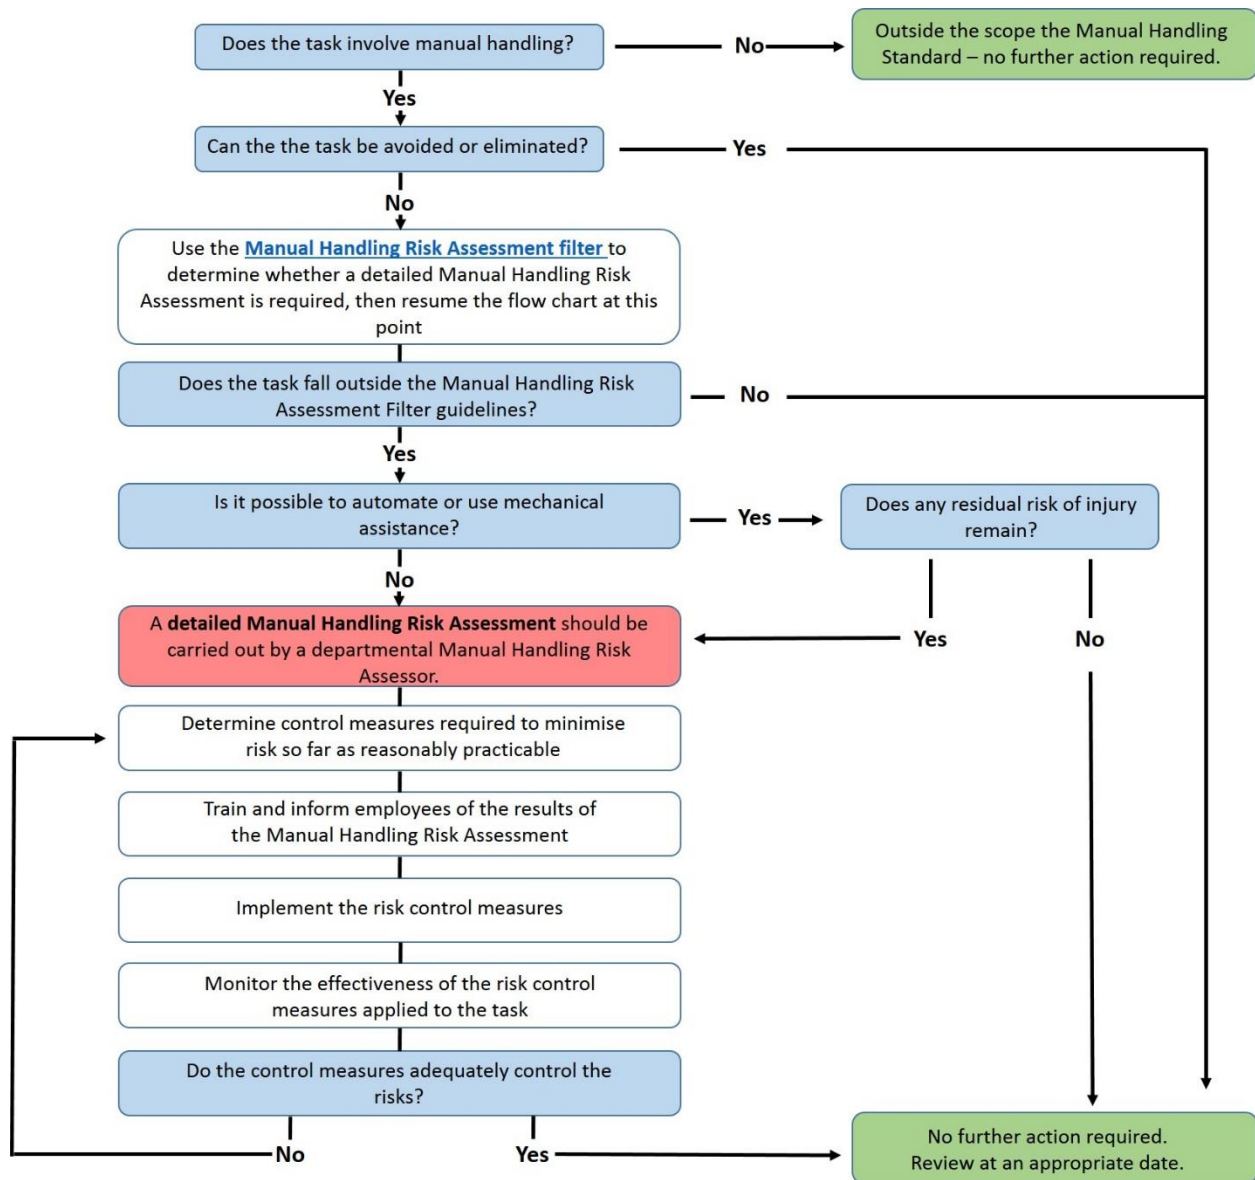 Does the task involve manual handling?
No
Outside the scope the Manual Handling
Standard – no further action required.
Yes
Can the the task be avoided or eliminated?
Yes
No
Use the Manual Handling Risk Assessment filter to
determine whether a detailed Manual Handling Risk
Assessment is required, then resume the flow chart at this
point
Does the task fall outside the Manual Handling Risk
Assessment Filter guidelines?
No
Yes
Is it possible to automate or use mechanical
assistance?
Yes
Does any residual risk of injury
remain?
No
Yes
No
A detailed Manual Handling Risk Assessment should be
carried out by a departmental Manual Handling Risk
Assessor.
Determine control measures required to minimise
risk so far as reasonably practicable
Train and inform employees of the results of
the Manual Handling Risk Assessment
Implement the risk control measures
Monitor the effectiveness of the risk control
measures applied to the task
Do the control measures adequately control the
risks?
No
Yes
No further action required.
Review at an appropriate date.